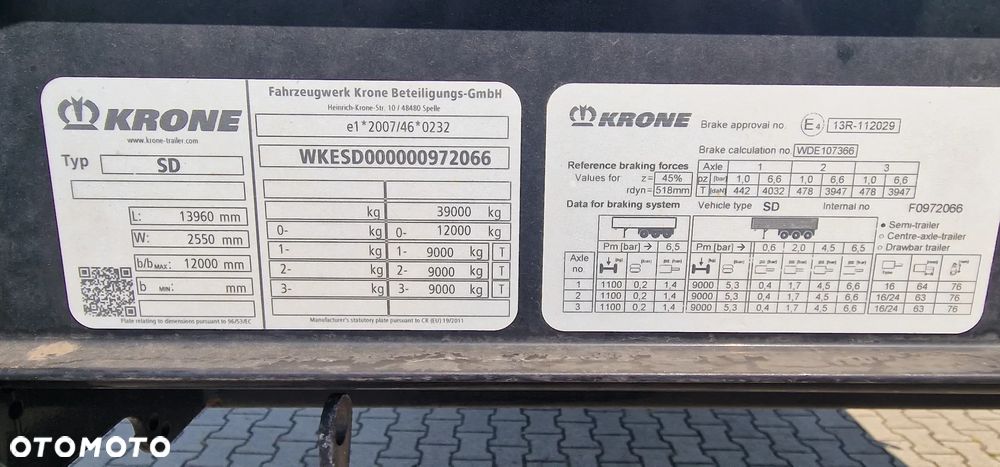 KRONE
www.krone-trailer.com
Typ SD
L: 13960 mm
W: 2550 mm
b/b MAX: 12000 mm
b MIN: mm
Plate relating to dimensions pursuant to 96/53/EC
Fahrzeugwerk Krone Beteiligungs-GmbH
Heinrich-Krone-Str. 10 / 48480 Spelle
e1*2007/46*0232
WKESD000000972066
kg 39000 kg
0- kg 0- 12000 kg
1- kg 1- 9000 kg T
2- kg 2- 9000 kg T
3- kg 3- 9000 kg T
Manufacturer's statutory plate pursuant to CR (EU) 19/2011
KRONE
Brake approval no. E4 13R-112029
Brake calculation no. WDE107366
Reference braking forces Axle 1 2 3
Values for z= 45% pz [bar] 1,0 6,6 1,0 6,6 1,0 6,6
rdyn= 518mm T [daN] 442 4032 478 3947 478 3947
Data for braking system Vehicle type SD Internal no F0972066
Semi-trailer
Centre-axle-trailer
Drawbar trailer
Pm [bar] → 6,5 Pm [bar] → 0,6 2,0 4,5 6,5
Axle no.
1 1100 0,2 1,4 9000 5,3 0,4 1,7 4,5 6,6 16 64 76
2 1100 0,2 1,4 9000 5,3 0,4 1,7 4,5 6,6 16/24 63 76
3 1100 0,2 1,4 9000 5,3 0,4 1,7 4,5 6,6 16/24 63 76
OTOMOTO
OTOMOTO